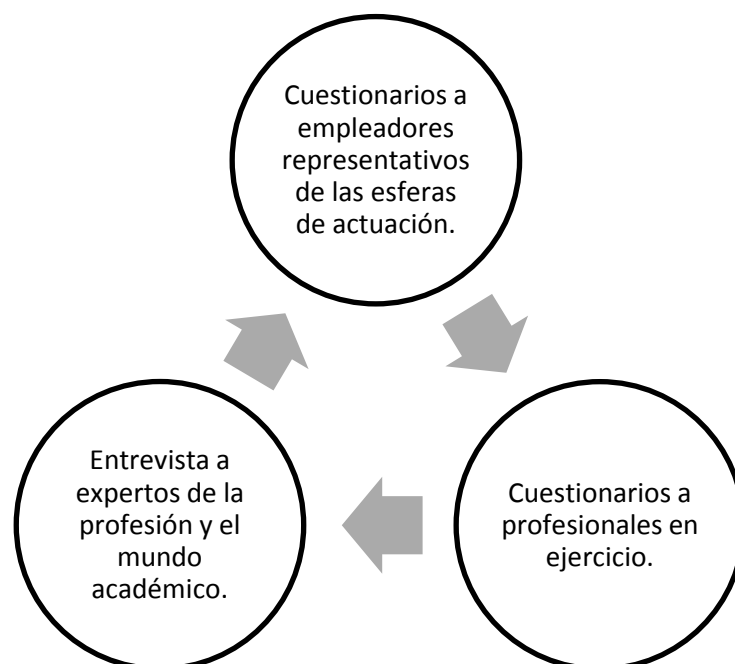 Cuestionarios a
empleadores
representativos
de las esferas
de actuación.
Entrevista a
expertos de la
profesión y el
mundo
académico.
Cuestionarios a
profesionales en
ejercicio.